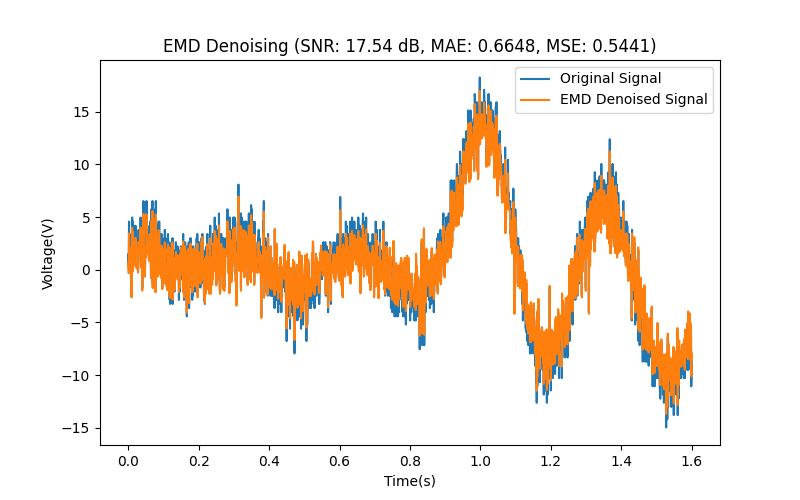 EMD Denoising (SNR: 17.54 dB, MAE: 0.6648, MSE: 0.5441)
Original Signal
EMD Denoised Signal
Voltage(V)
15
10
5
0
−5
−10
−15
0.0 0.2 0.4 0.6 0.8 1.0 1.2 1.4 1.6
Time(s)